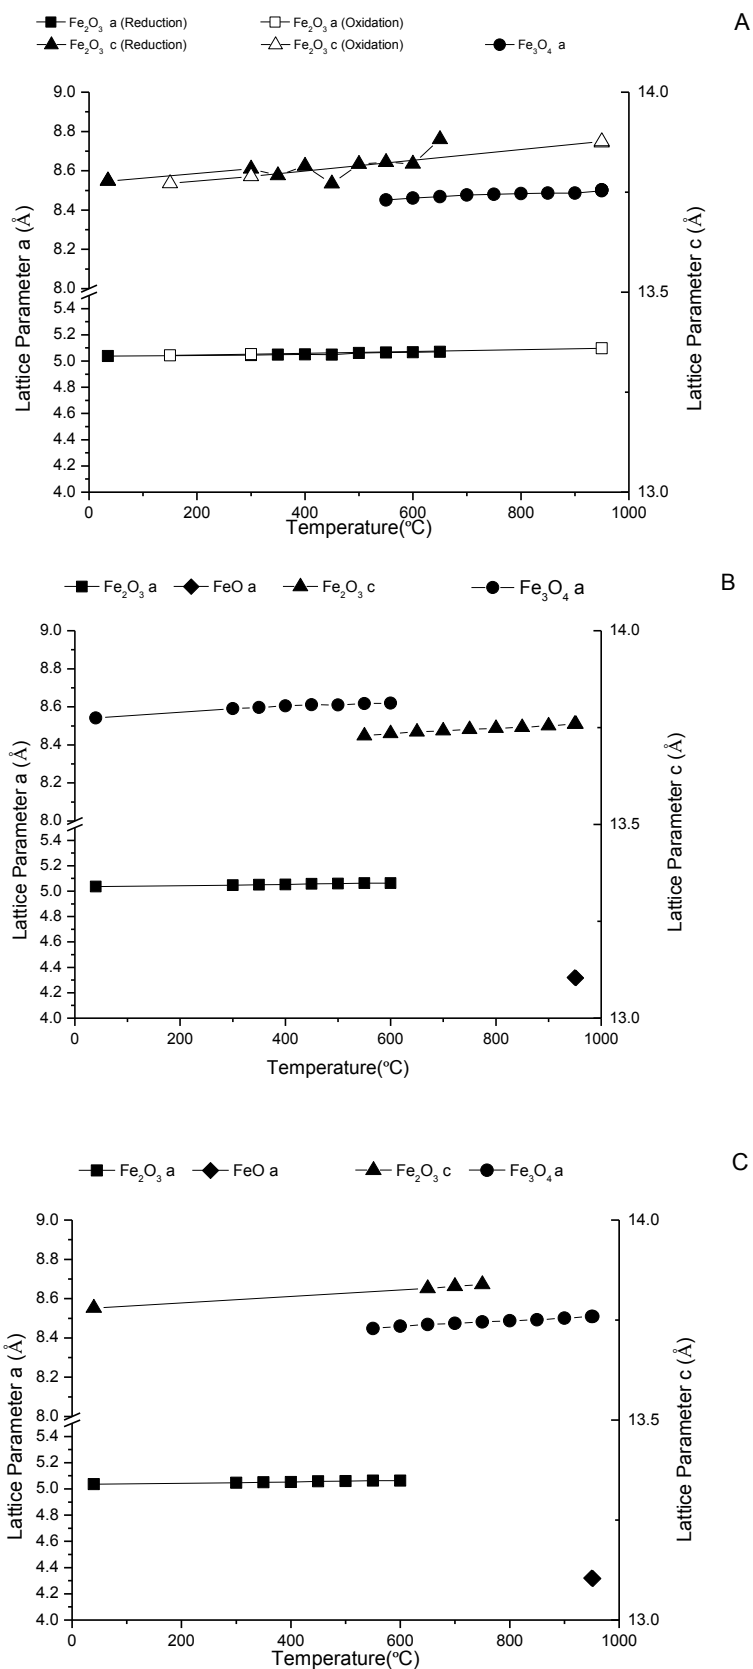 Fe2O3 a (Reduction) Fe2O3 a (Oxidation) A
Fe2O3 c (Reduction) Fe2O3 c (Oxidation) Fe3O4 a
9.0 14.0
8.8
8.6
8.4
8.2
8.0 13.5
5.4
5.2
5.0
4.8
4.6
4.4
4.2
4.0 13.0
0 200 400 600 800 1000
Lattice Parameter a (Å)
Lattice Parameter c (Å)
Temperature(°C)
Fe2O3 a FeO a Fe2O3 c Fe3O4 a B
9.0 14.0
8.8
8.6
8.4
8.2
8.0 13.5
5.4
5.2
5.0
4.8
4.6
4.4
4.2
4.0 13.0
0 200 400 600 800 1000
Lattice Parameter a (Å)
Lattice Parameter c (Å)
Temperature(°C)
Fe2O3 a FeO a Fe2O3 c Fe3O4 a C
9.0 14.0
8.8
8.6
8.4
8.2
8.0 13.5
5.4
5.2
5.0
4.8
4.6
4.4
4.2
4.0 13.0
0 200 400 600 800 1000
Lattice Parameter a (Å)
Lattice Parameter c (Å)
Temperature(°C)